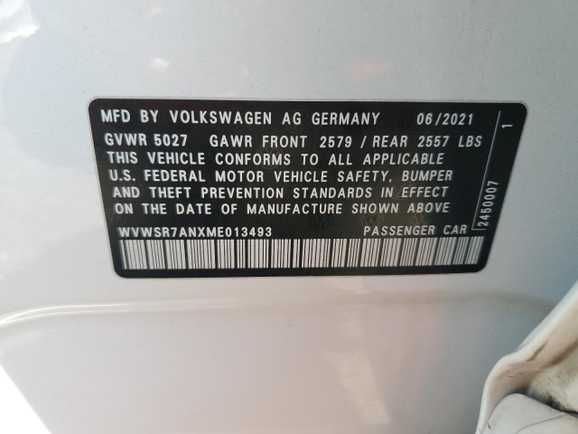 MFD BY VOLKSWAGEN AG GERMANY 06/2021
GVWR 5027 GAWR FRONT 2579 / REAR 2557 LBS
THIS VEHICLE CONFORMS TO ALL APPLICABLE
U.S. FEDERAL MOTOR VEHICLE SAFETY, BUMPER
AND THEFT PREVENTION STANDARDS IN EFFECT
ON THE DATE OF MANUFACTURE SHOWN ABOVE
WVWSR7ANXME013493 PASSENGER CAR
2450007 1